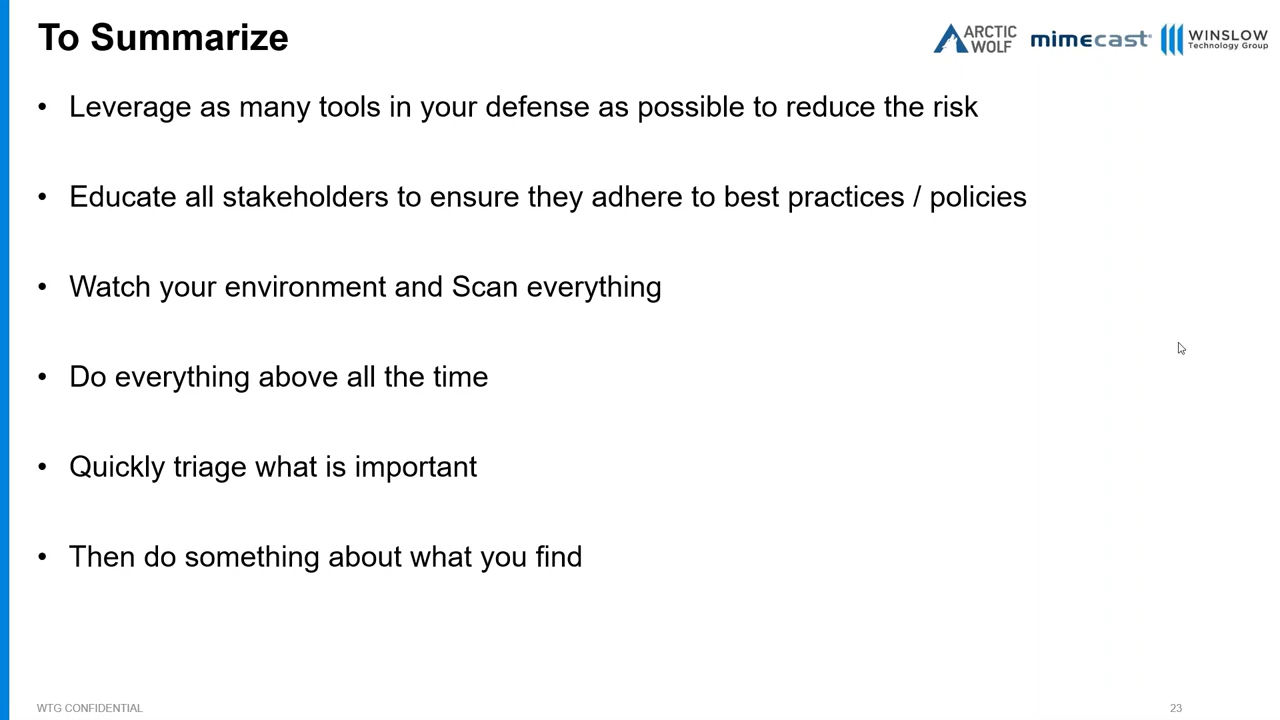 To Summarize
ARCTIC
WOLF
mimecast
WINSLOW
Technology Group
• Leverage as many tools in your defense as possible to reduce the risk
• Educate all stakeholders to ensure they adhere to best practices / policies
• Watch your environment and Scan everything
• Do everything above all the time
• Quickly triage what is important
• Then do something about what you find
WTG CONFIDENTIAL
23